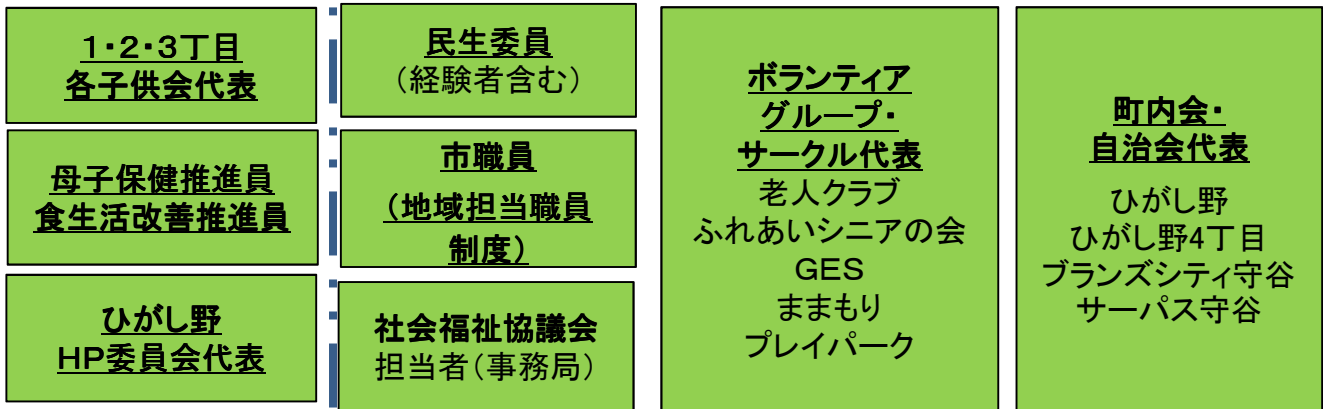 １・２・３丁目
各子供会代表
民生委員
（経験者含む）
母子保健推進員
食生活改善推進員
市職員
（地域担当職員
制度）
ひがし野
ＨＰ委員会代表
社会福祉協議会
担当者（事務局）
ボランティア
グループ・
サークル代表
老人クラブ
ふれあいシニアの会
GES
ままもり
プレイパーク
町内会・
自治会代表
ひがし野
ひがし野4丁目
ブランズシティ守谷
サーパス守谷